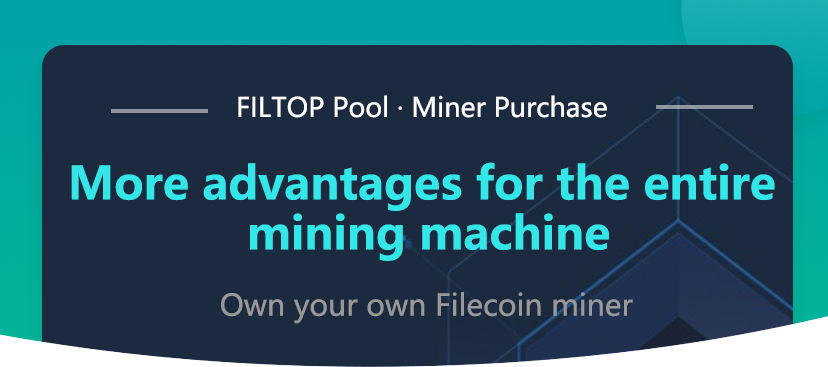 FILTOP Pool · Miner Purchase
More advantages for the entire
mining machine
Own your own Filecoin miner